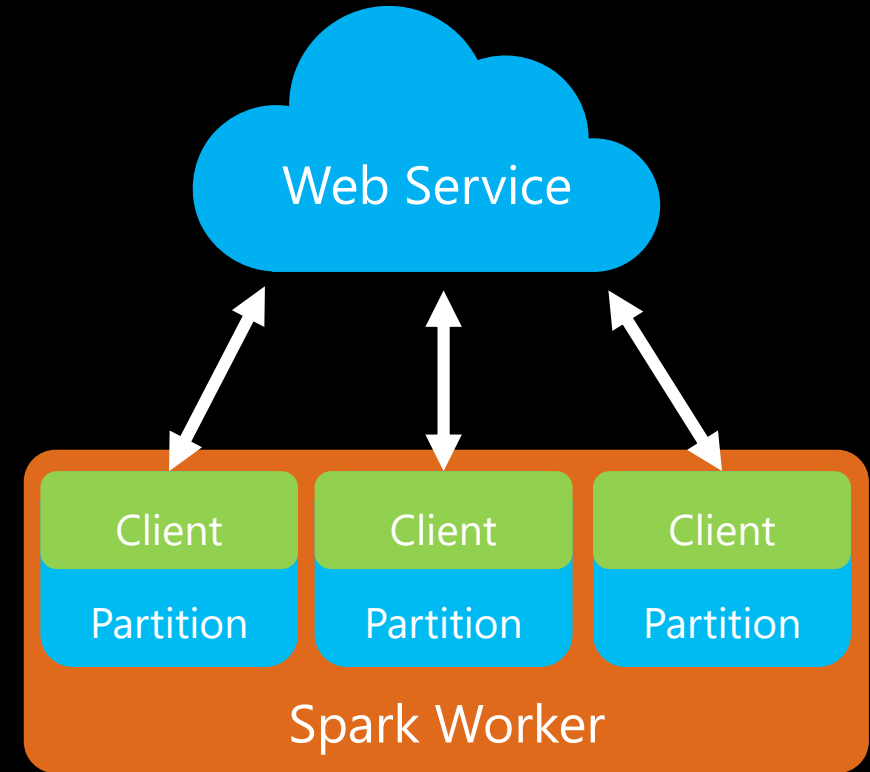 Web Service
Client
Client
Client
Partition
Partition
Partition
Spark Worker